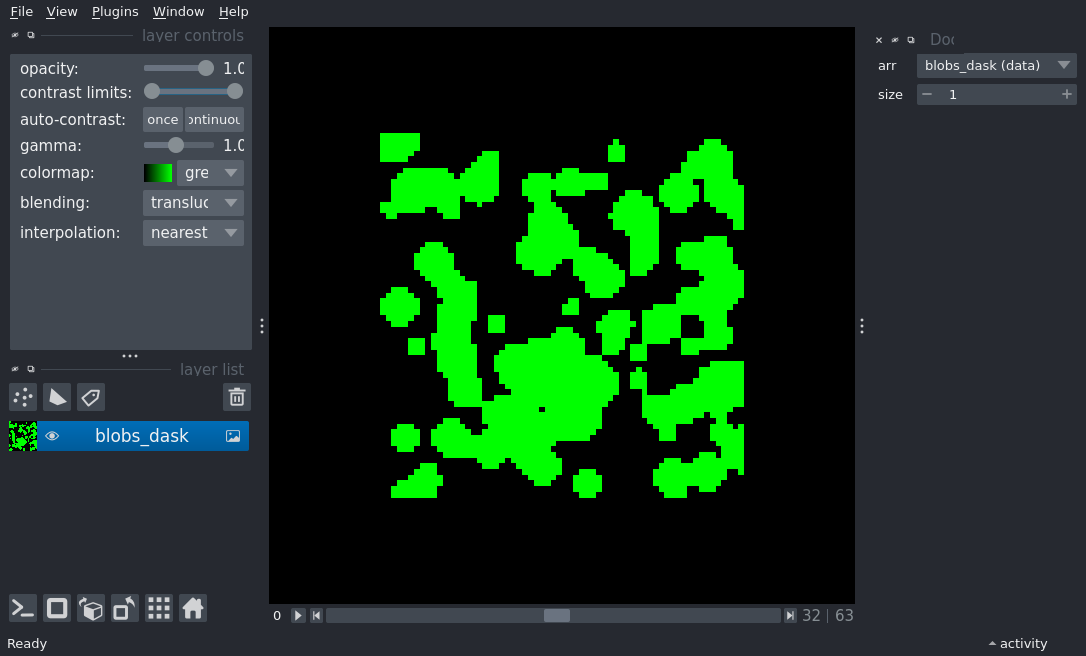 File View Plugins Window Help
layer controls
opacity: 1.0
contrast limits:
auto-contrast: once ontinuou
gamma: 1.0
colormap: gre
blending: transluc
interpolation: nearest
layer list
blobs_dask
0 32 | 63
Ready
Doc
arr blobs_dask (data)
size 1
activity